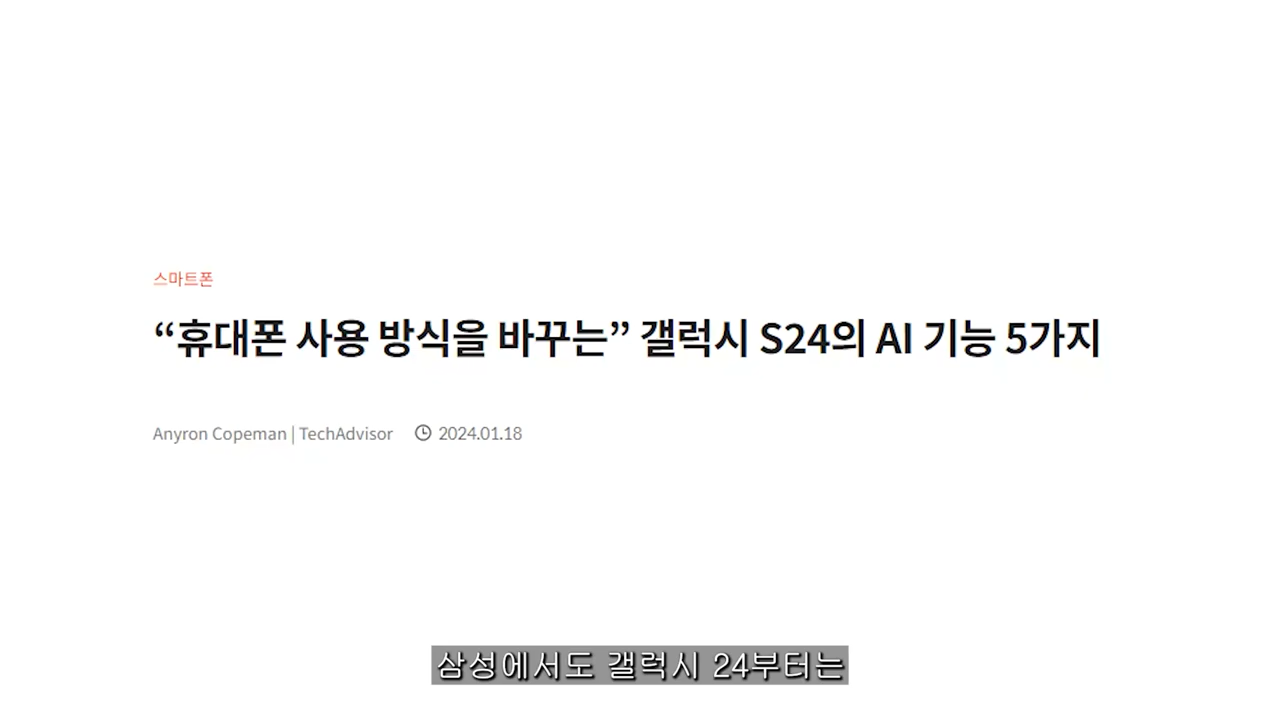 스마트폰
“휴대폰 사용 방식을 바꾸는” 갤럭시 S24의 AI 기능 5가지
Anyron Copeman | TechAdvisor 2024.01.18
삼성에서도 갤럭시 24부터는